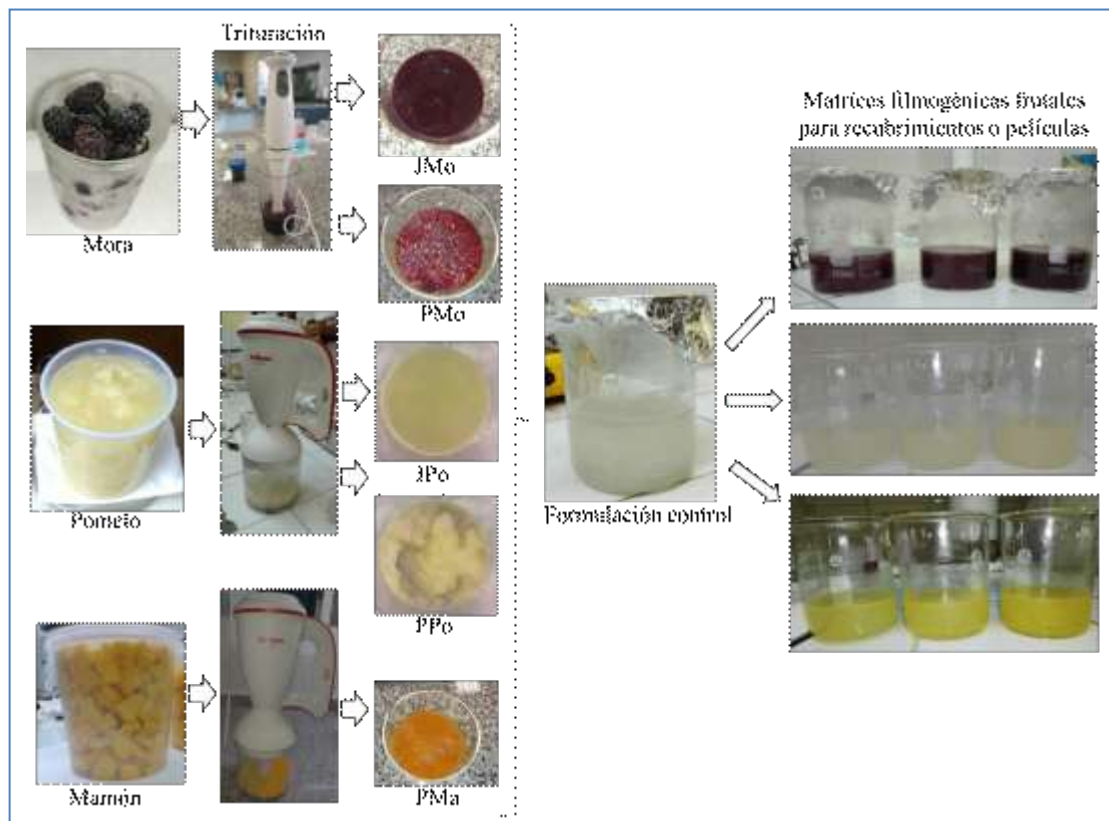 Trituración
Mora
JMo
PMo
Pomelo
JPo
PPo
Mamón
PMa
Formulación control
Matrices filmogénicas frutales
para recubrimientos o películas